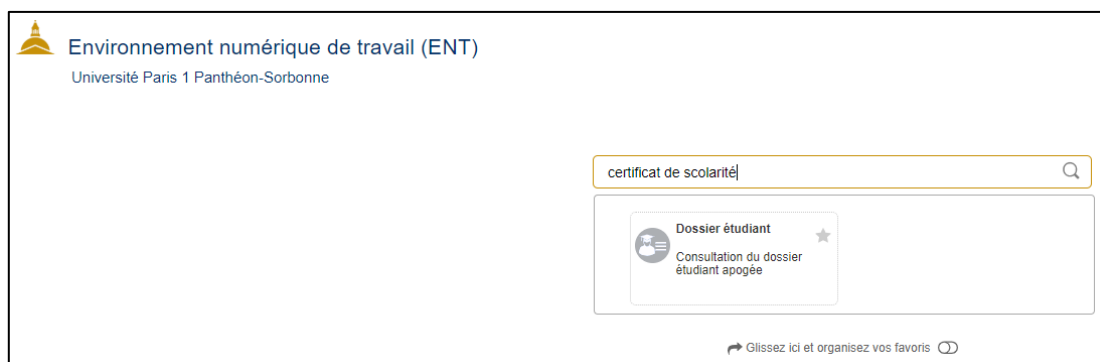 Environnement numérique de travail (ENT)
Université Paris 1 Panthéon-Sorbonne
certificat de scolarité
Dossier étudiant
Consultation du dossier
étudiant apogée
Glissez ici et organisez vos favoris